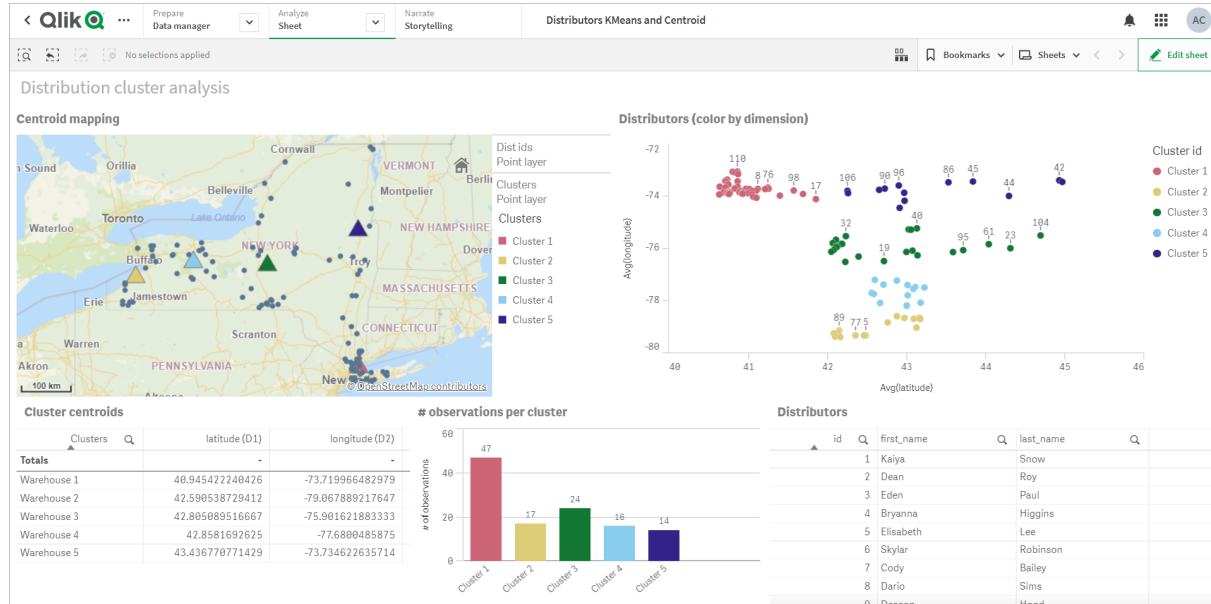 Qlik
Prepare
Data manager
Analyze
Sheet
Narrate
Storytelling
Distributors KMeans and Centroid
AC
No selections applied
Bookmarks
Sheets
Edit sheet
Distribution cluster analysis
Centroid mapping
Cornwall
Sound
Orillia
VERMONT
Montpelier
Berlin
Belleville
Toronto
Lake Ontario
Waterloo
NEW HAMPSHIRE
NEW YORK
Dover
Buffalo
Troy
MASSACHUSETTS
Erie
Jamestown
CONNECTICUT
Scranton
Warren
PENNSYLVANIA
Akron
New
100 km
© OpenStreetMap contributors
Dist ids
Point layer
Clusters
Point layer
Clusters
Cluster 1
Cluster 2
Cluster 3
Cluster 4
Cluster 5
Distributors (color by dimension)
-72
-74
-76
-78
-80
Avg(longitude)
110
8
76
98
17
106
90
96
86
45
44
42
32
19
40
95
61
23
104
89
77
5
40
41
42
43
44
45
46
Avg(latitude)
Cluster id
Cluster 1
Cluster 2
Cluster 3
Cluster 4
Cluster 5
Cluster centroids
Clusters latitude (D1) longitude (D2)
Totals - -
Warehouse 1 40.945422240426 -73.719966482979
Warehouse 2 42.590538729412 -79.067889217647
Warehouse 3 42.805089516667 -75.901621883333
Warehouse 4 42.8581692625 -77.6800485875
Warehouse 5 43.436770771429 -73.734622635714
# observations per cluster
60
40
20
0
# of observations
47
17
24
16
14
Cluster 1
Cluster 2
Cluster 3
Cluster 4
Cluster 5
Distributors
id first_name last_name
1 Kaiya Snow
2 Dean Roy
3 Eden Paul
4 Bryanna Higgins
5 Elisabeth Lee
6 Skylar Robinson
7 Cody Bailey
8 Dario Sims